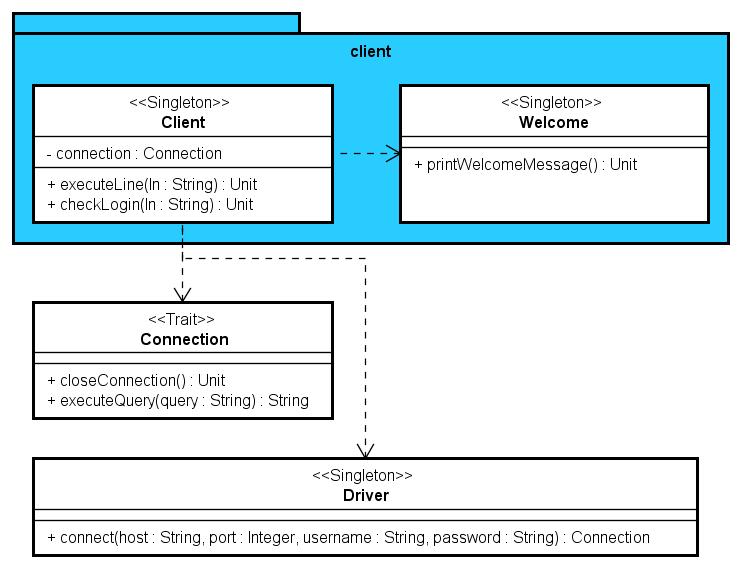 client
<<Singleton>>
Client
- connection : Connection
+ executeLine(ln : String) : Unit
+ checkLogin(ln : String) : Unit
<<Singleton>>
Welcome
+ printWelcomeMessage() : Unit
<<Trait>>
Connection
+ closeConnection() : Unit
+ executeQuery(query : String) : String
<<Singleton>>
Driver
+ connect(host : String, port : Integer, username : String, password : String) : Connection